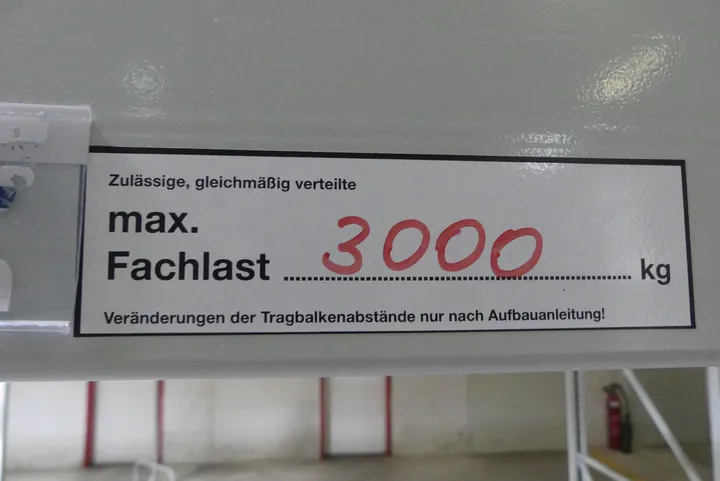 Zulässige, gleichmäßig verteilte
max.
Fachlast 3000 kg
Veränderungen der Tragbalkenabstände nur nach Aufbauanleitung!